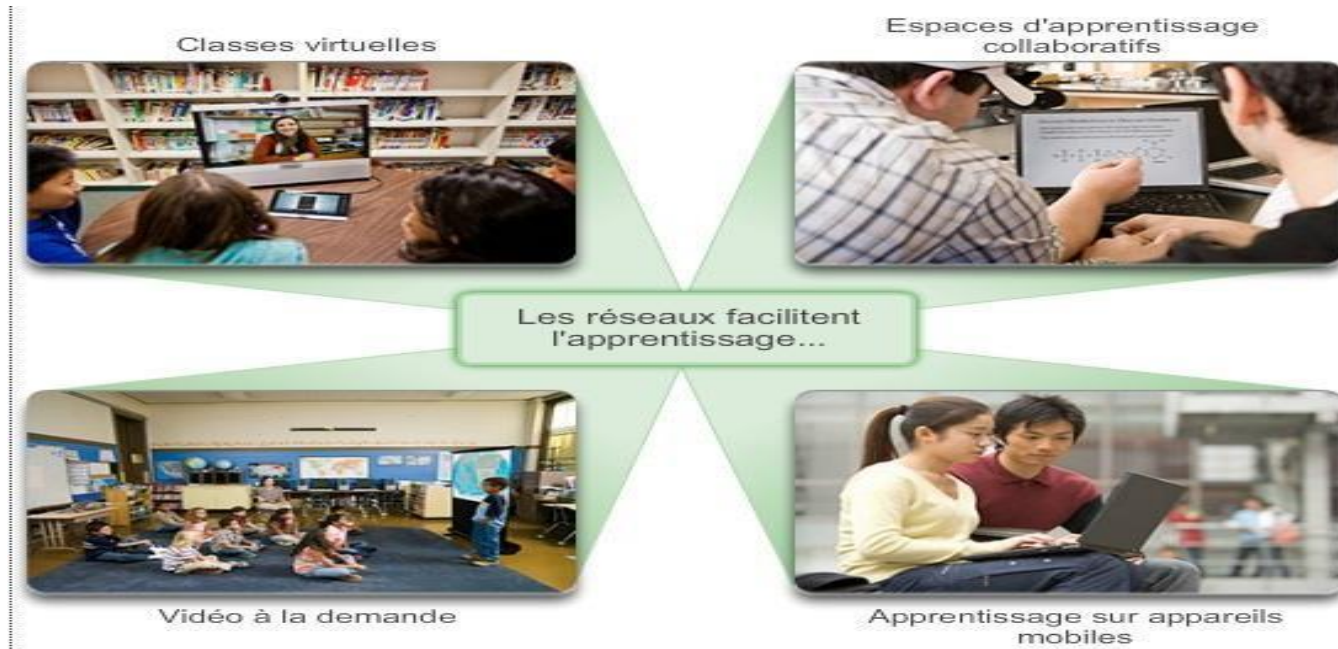 Classes virtuelles
Espaces d'apprentissage
collaboratifs
Les réseaux facilitent
l'apprentissage...
Vidéo à la demande
Apprentissage sur appareils
mobiles